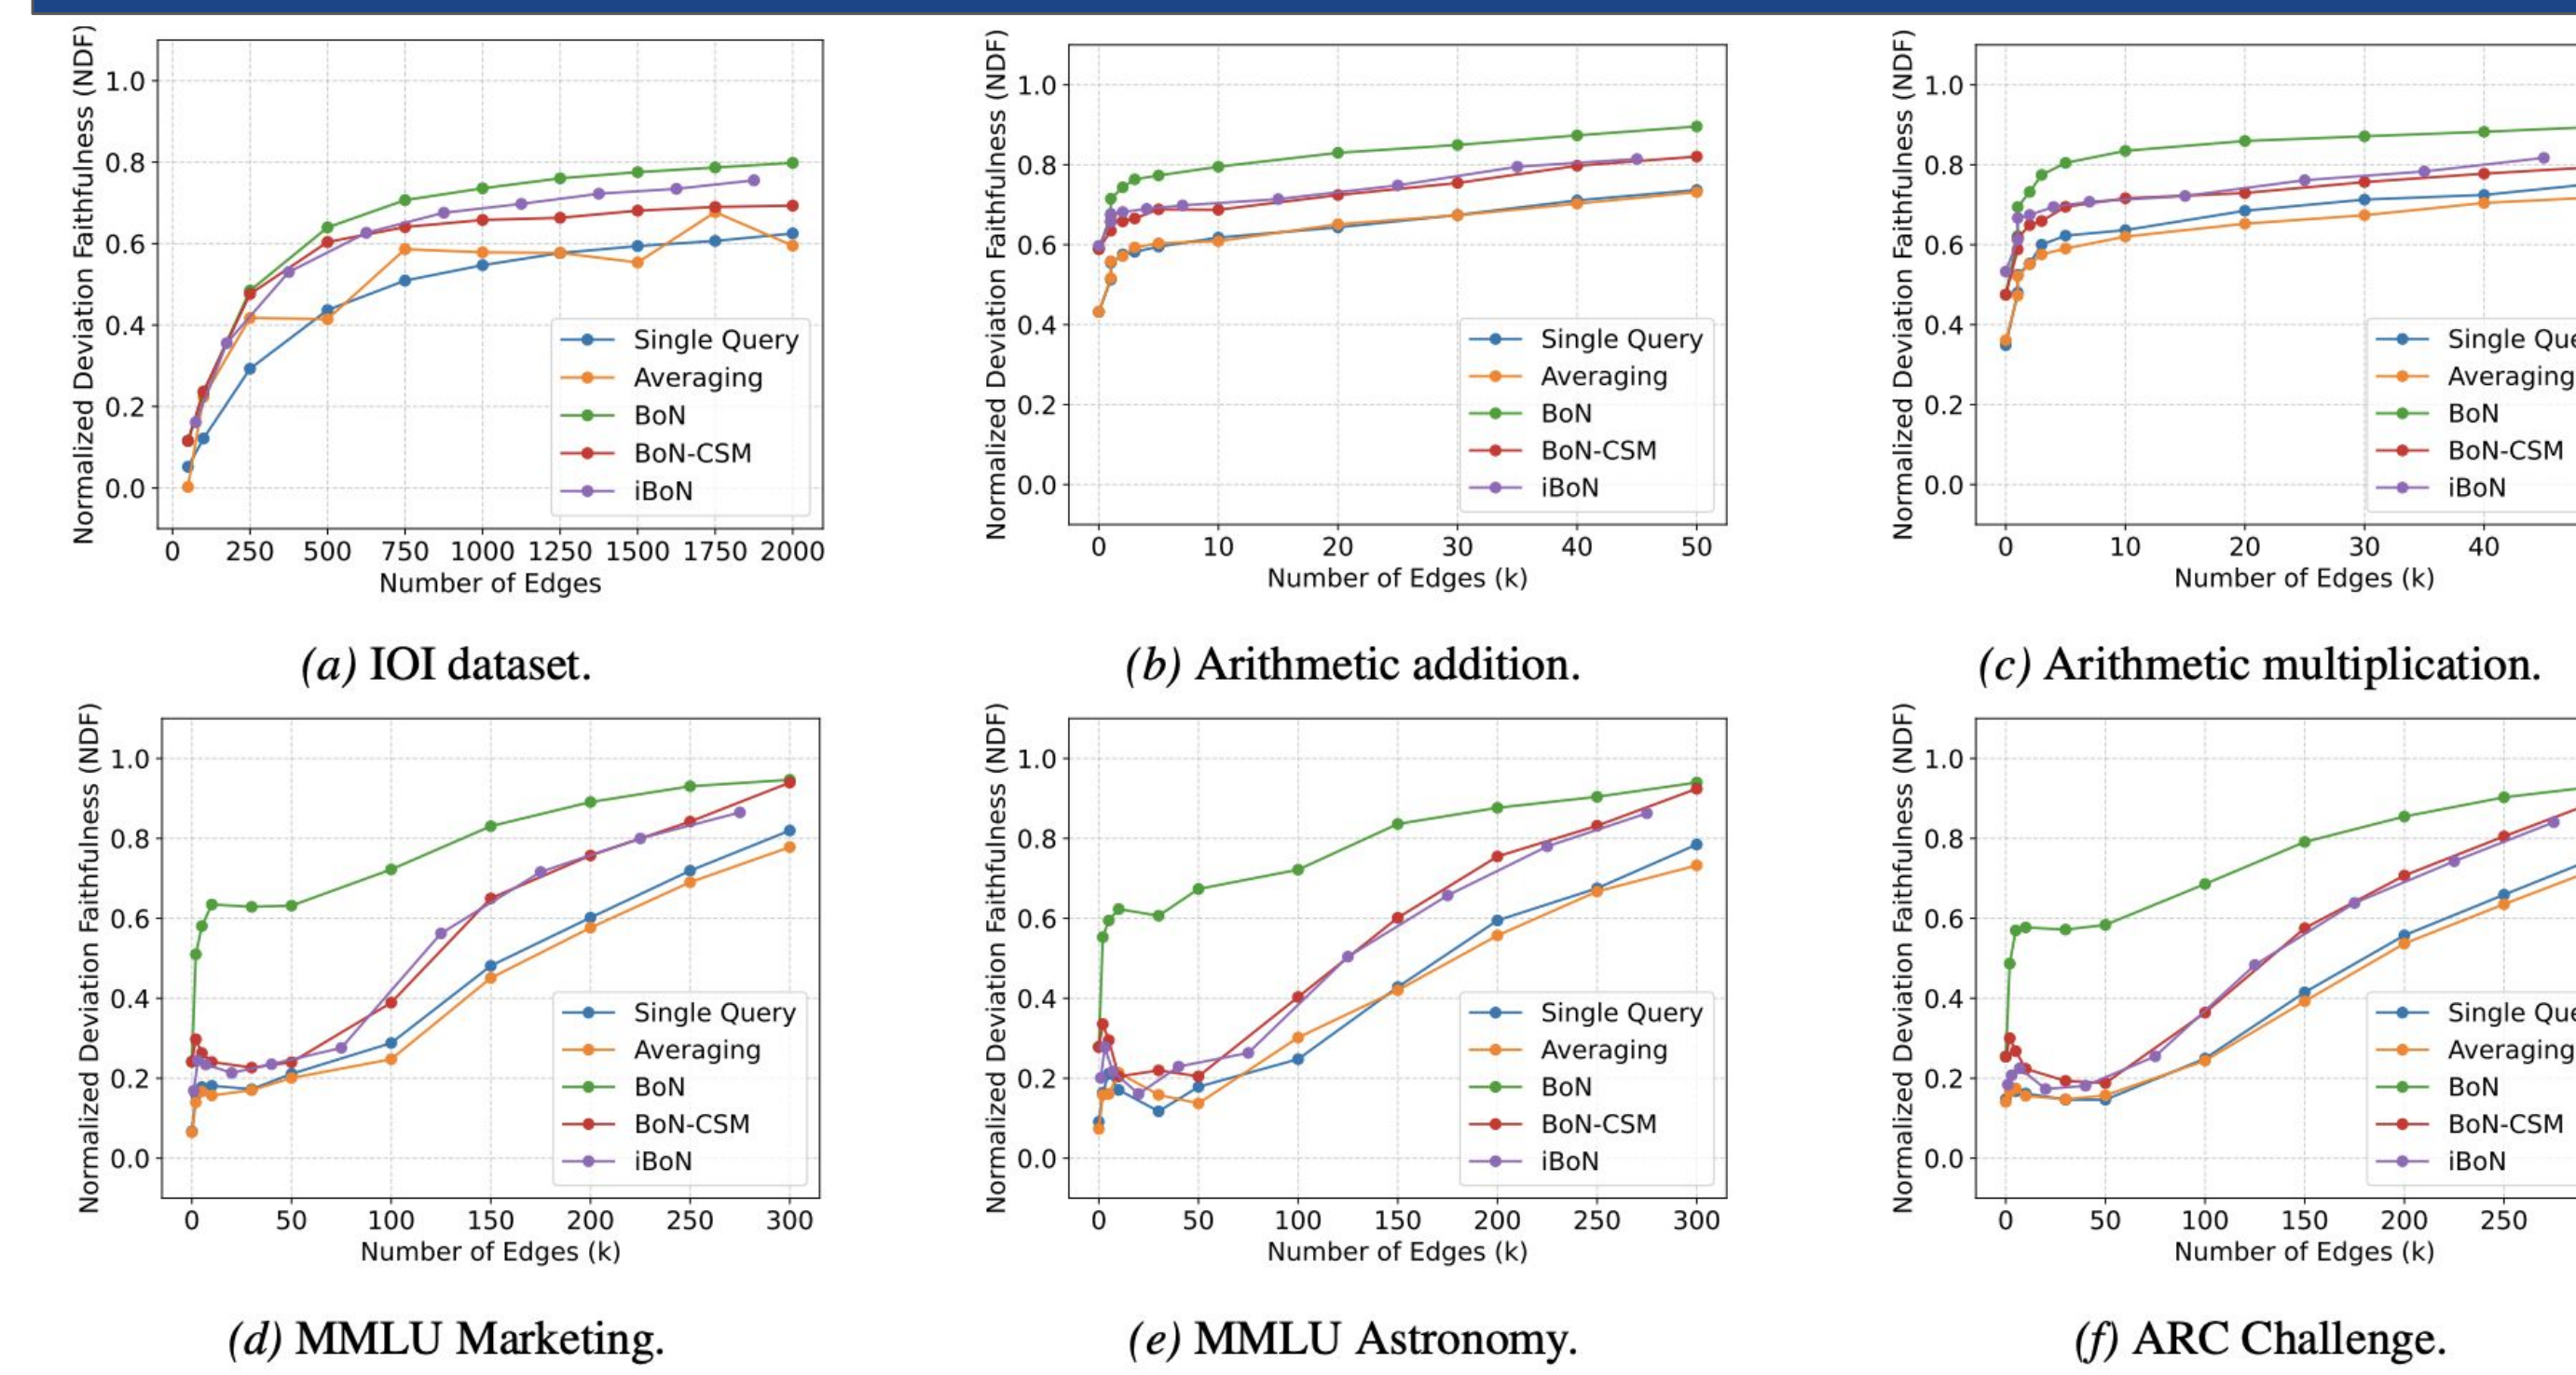 Normalized Deviation Faithfulness (NDF)
1.0
0.8
0.6
0.4
0.2
0.0
Single Query
Averaging
BoN
BoN-CSM
iBoN
0 250 500 750 1000 1250 1500 1750 2000
Number of Edges
(a) IOI dataset.
Normalized Deviation Faithfulness (NDF)
1.0
0.8
0.6
0.4
0.2
0.0
Single Query
Averaging
BoN
BoN-CSM
iBoN
0 10 20 30 40 50
Number of Edges (k)
(b) Arithmetic addition.
Normalized Deviation Faithfulness (NDF)
1.0
0.8
0.6
0.4
0.2
0.0
Single Que
Averaging
BoN
BoN-CSM
iBoN
0 10 20 30 40
Number of Edges (k)
(c) Arithmetic multiplication.
Normalized Deviation Faithfulness (NDF)
1.0
0.8
0.6
0.4
0.2
0.0
Single Query
Averaging
BoN
BoN-CSM
iBoN
0 50 100 150 200 250 300
Number of Edges (k)
(d) MMLU Marketing.
Normalized Deviation Faithfulness (NDF)
1.0
0.8
0.6
0.4
0.2
0.0
Single Query
Averaging
BoN
BoN-CSM
iBoN
0 50 100 150 200 250 300
Number of Edges (k)
(e) MMLU Astronomy.
Normalized Deviation Faithfulness (NDF)
1.0
0.8
0.6
0.4
0.2
0.0
Single Que
Averaging
BoN
BoN-CSM
iBoN
0 50 100 150 200 250
Number of Edges (k)
(f) ARC Challenge.